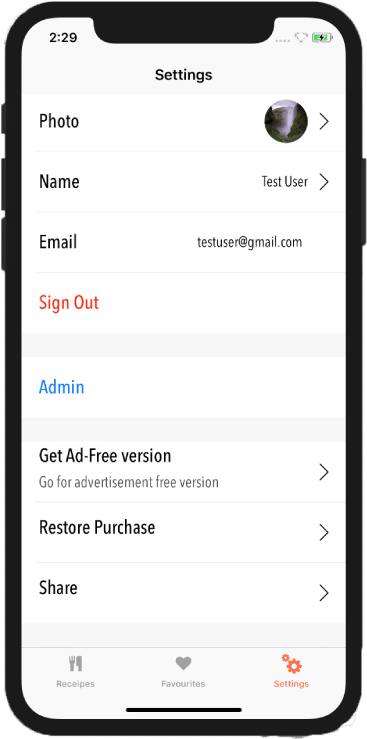 2:29
Settings
Photo
Name Test User
Email testuser@gmail.com
Sign Out
Admin
Get Ad-Free version
Go for advertisement free version
Restore Purchase
Share
Receipes Favourites Settings